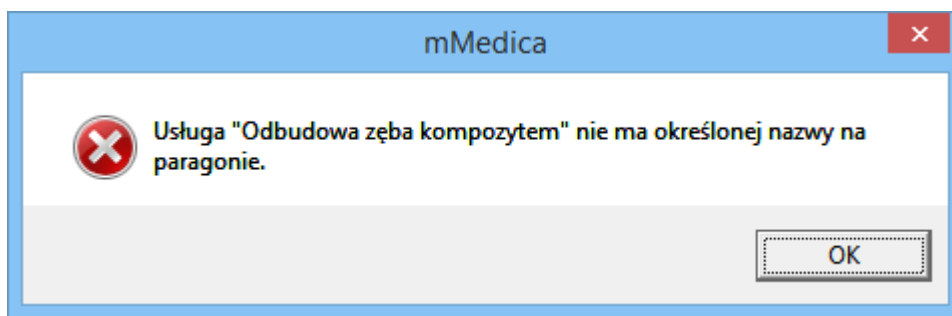 mMedica
Usługa "Odbudowa zęba kompozytem" nie ma określonej nazwy na
paragonie.
OK